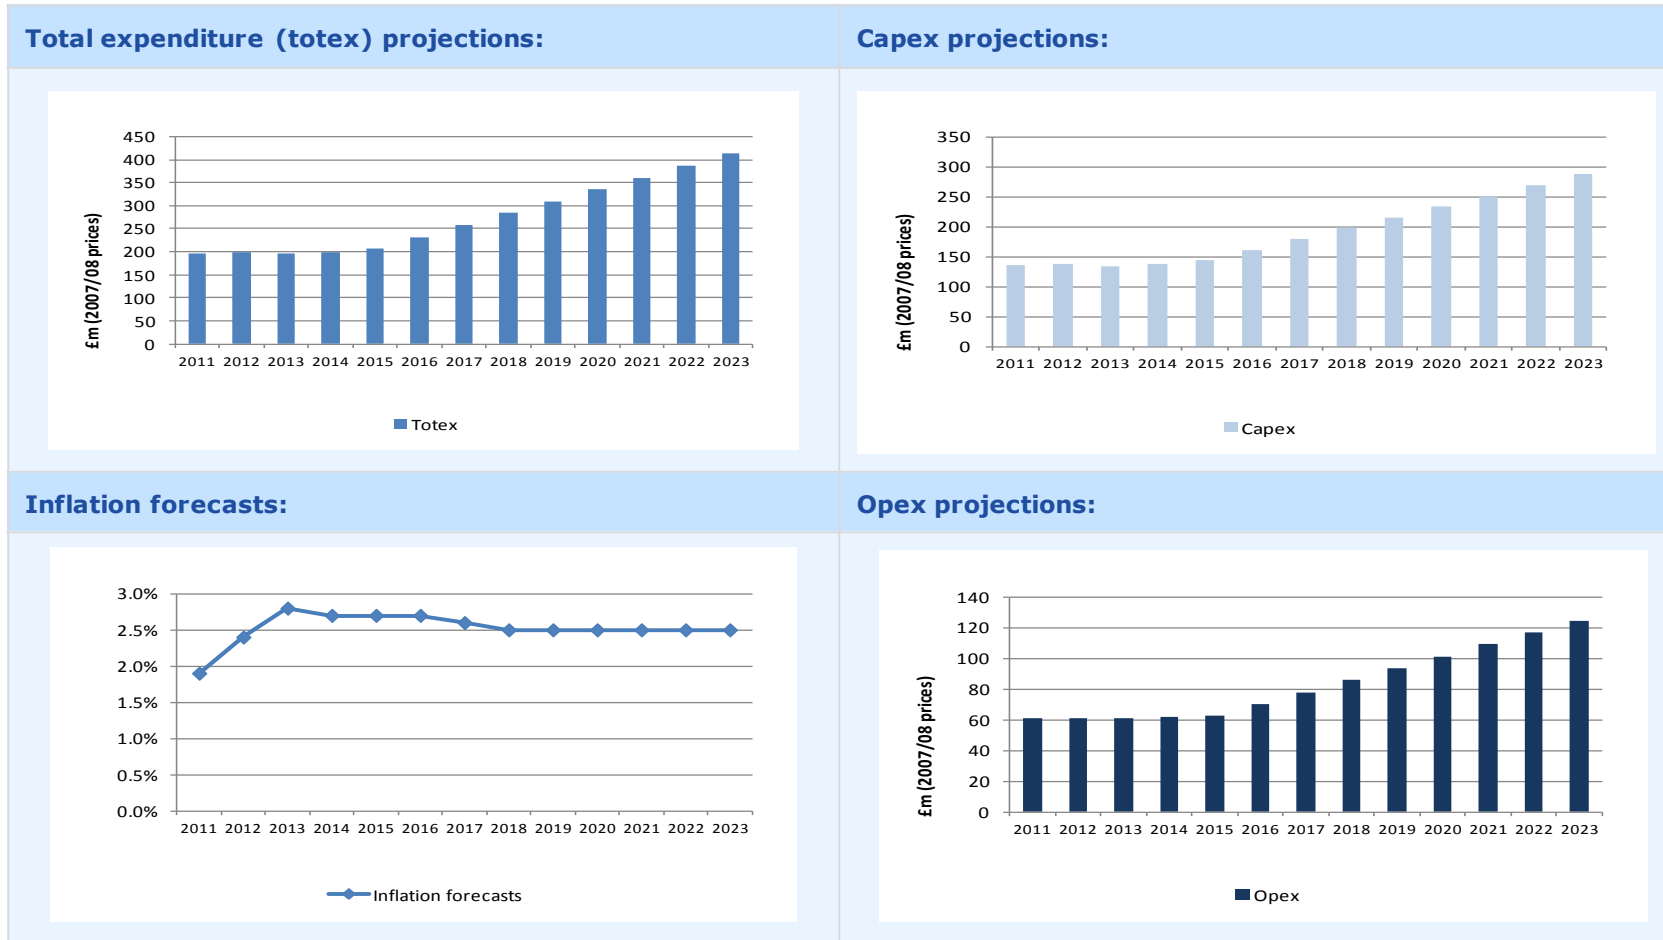 Total expenditure (totex) projections:
450
400
350
300
250
200
150
100
50
0
£m (2007/08 prices)
2011 2012 2013 2014 2015 2016 2017 2018 2019 2020 2021 2022 2023
Totex
Capex projections:
350
300
250
200
150
100
50
0
£m (2007/08 prices)
2011 2012 2013 2014 2015 2016 2017 2018 2019 2020 2021 2022 2023
Capex
Inflation forecasts:
3.0%
2.5%
2.0%
1.5%
1.0%
0.5%
0.0%
2011 2012 2013 2014 2015 2016 2017 2018 2019 2020 2021 2022 2023
Inflation forecasts
Opex projections:
140
120
100
80
60
40
20
0
£m (2007/08 prices)
2011 2012 2013 2014 2015 2016 2017 2018 2019 2020 2021 2022 2023
Opex